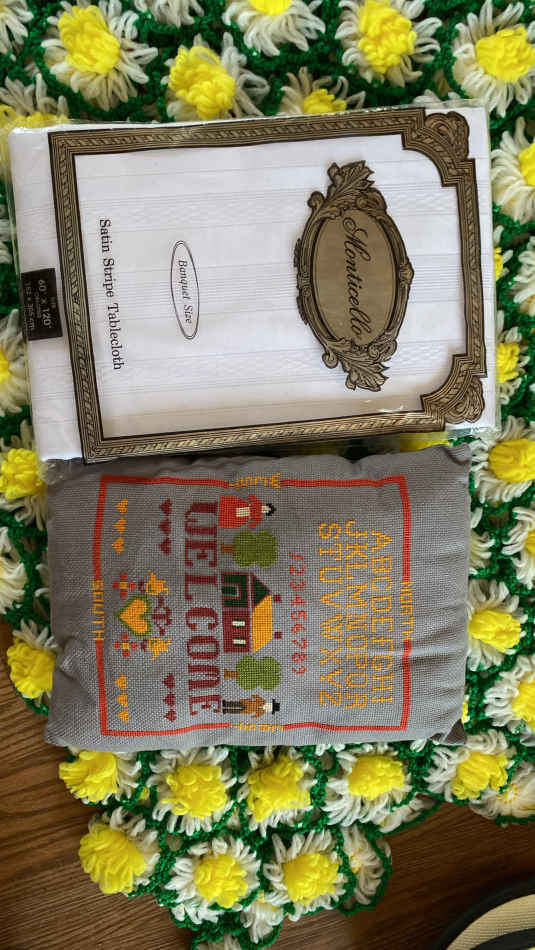 Monticello
Banquet Size
Satin Stripe Tablecloth
60" X 120"
NORTH
ABCDEFGHI
JKLMNOPQR
STUVWXYZ
123456789
WELCOME
SOUTH